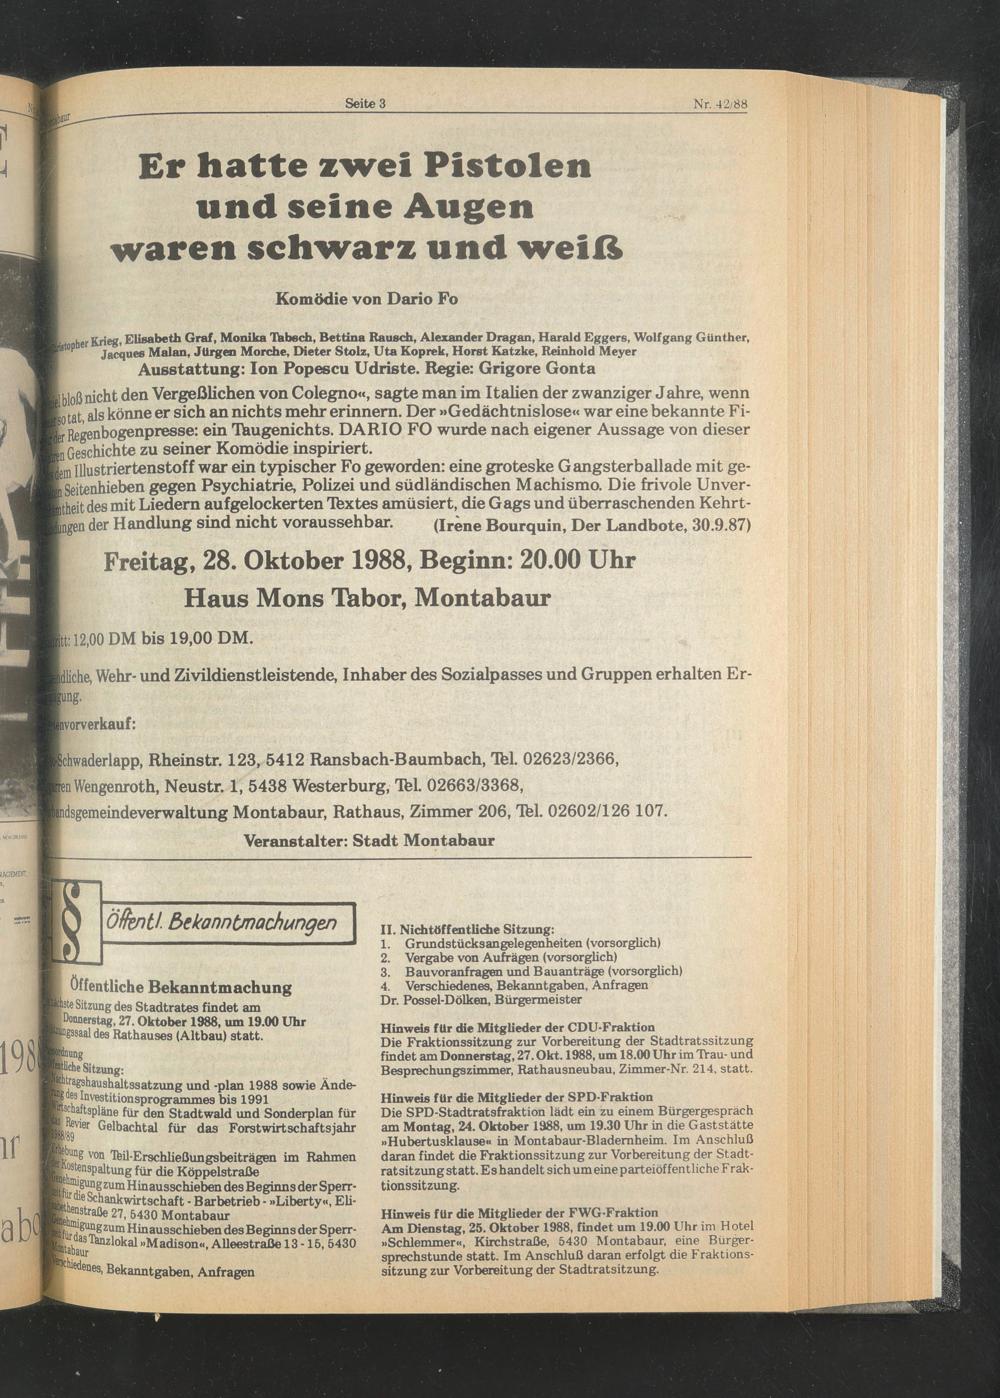 Seite 3
Nr. 42/88
Er hatte zwei Pistolen
und seine Augen
waren schwarz und weiß
Komödie von Dario Fo
Krieg, Elisabeth Graf, Monika Tabsch, Bettina Rausch, Alexander Dragan, Harald Eggers, Wolfgang Günther,
Jacques Malan, Jürgen Morche, Dieter Stolz, Uta Koprek, Horst Katzke, Reinhold Meyer
Ausstattung: Ion Popescu Udriste. Regie: Grigore Gonta
bloß nicht den Vergeßlichen von Colegno«, sagte man im Italien der zwanziger Jahre, wenn
so tat, als könne er sich an nichts mehr erinnern. Der »Gedächtnislose« war eine bekannte Fi-
der Regenbogenpresse: ein Taugenichts. DARIO FO wurde nach eigener Aussage von dieser
Geschichte zu seiner Komödie inspiriert.
dem Illustriertenstoff war ein typischer Fo geworden: eine groteske Gangsterballade mit ge-
Seitenhieben gegen Psychiatrie, Polizei und südländischen Machismo. Die frivole Unver-
des mit Liedern aufgelockerten Textes amüsiert, die Gags und überraschenden Kehrt-
der Handlung sind nicht voraussehbar. (Irène Bourquin, Der Landbote, 30.9.87)
Freitag, 28. Oktober 1988, Beginn: 20.00 Uhr
Haus Mons Tabor, Montabaur
12,00 DM bis 19,00 DM.
Wehr- und Zivildienstleistende, Inhaber des Sozialpasses und Gruppen erhalten Er-
gung.
envorverkauf:
Schwaderlapp, Rheinstr. 123, 5412 Ransbach-Baumbach, Tel. 02623/2366,
Wengenroth, Neustr. 1, 5438 Westerburg, Tel. 02663/3368,
andsgemeindeverwaltung Montabaur, Rathaus, Zimmer 206, Tel. 02602/126 107.
Veranstalter: Stadt Montabaur
§ Öffentl. Bekanntmachungen
Öffentliche Bekanntmachung
Sitzung des Stadtrates findet am
Donnerstag, 27. Oktober 1988, um 19.00 Uhr
des Rathauses (Altbau) statt.
Sitzung:
Nachtragshaushaltssatzung und -plan 1988 sowie Ände-
des Investitionsprogrammes bis 1991
Wirtschaftspläne für den Stadtwald und Sonderplan für
das Revier Gelbachtal für das Forstwirtschaftsjahr
1988/89
Erhebung von Teil-Erschließungsbeiträgen im Rahmen
der Kostenspaltung für die Köppelstraße
Genehmigung zum Hinausschieben des Beginns der Sperr-
für die Schankwirtschaft - Barbetrieb - »Liberty«, Eli-
sabethenstraße 27, 5430 Montabaur
Genehmigung zum Hinausschieben des Beginns der Sperr-
für das Tanzlokal »Madison«, Alleestraße 13 - 15, 5430
Montabaur
Verschiedenes, Bekanntgaben, Anfragen
II. Nichtöffentliche Sitzung:
1. Grundstücksangelegenheiten (vorsorglich)
2. Vergabe von Aufrägen (vorsorglich)
3. Bauvoranfragen und Bauanträge (vorsorglich)
4. Verschiedenes, Bekanntgaben, Anfragen
Dr. Possel-Dölken, Bürgermeister
Hinweis für die Mitglieder der CDU-Fraktion
Die Fraktionssitzung zur Vorbereitung der Stadtratssitzung
findet am Donnerstag, 27. Okt. 1988, um 18.00 Uhr im Trau- und
Besprechungszimmer, Rathausneubau, Zimmer-Nr. 214, statt.
Hinweis für die Mitglieder der SPD-Fraktion
Die SPD-Stadtratsfraktion lädt ein zu einem Bürgergespräch
am Montag, 24. Oktober 1988, um 19.30 Uhr in die Gaststätte
»Hubertusklause« in Montabaur-Bladernheim. Im Anschluß
daran findet die Fraktionssitzung zur Vorbereitung der Stadt-
ratsitzung statt. Es handelt sich um eine parteiöffentliche Frak-
tionssitzung.
Hinweis für die Mitglieder der FWG-Fraktion
Am Dienstag, 25. Oktober 1988, findet um 19.00 Uhr im Hotel
»Schlemmer«, Kirchstraße, 5430 Montabaur, eine Bürger-
sprechstunde statt. Im Anschluß daran erfolgt die Fraktions-
sitzung zur Vorbereitung der Stadtratsitzung.